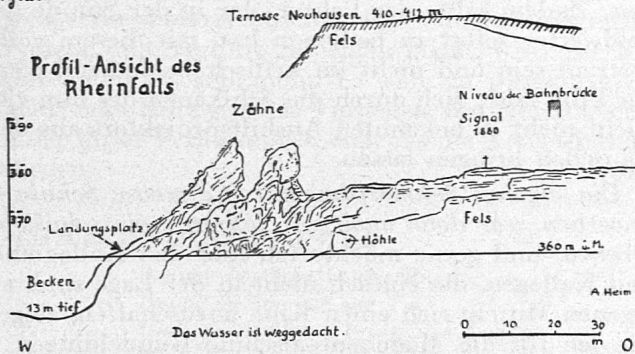 Terrasse Neuhausen 410-412 m
Fels
Profil-Ansicht des
Rheinfalls
Zähne
Niveau der Bahnbrücke
Signal
1880
390
380
370
Landungsplatz
Fels
Höhle
360 m ü. M.
Becken
13 m tief
A. Heim
Das Wasser ist weggedacht.
0 10 20 30
m
W
O